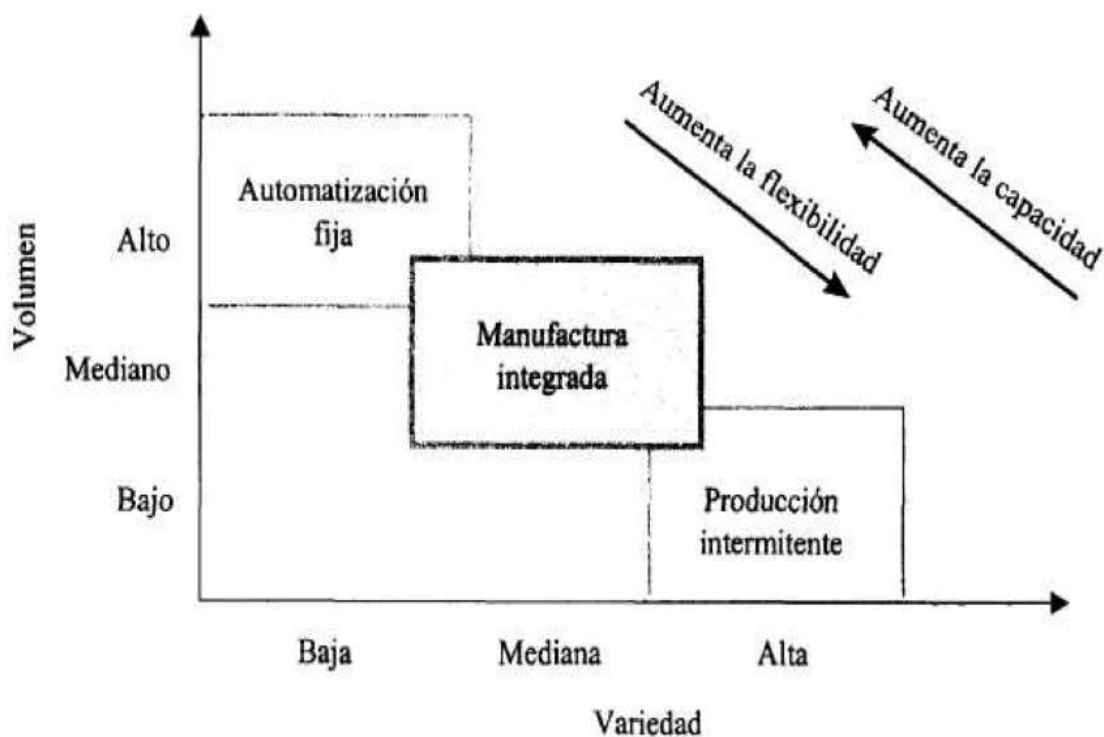 Volumen
Alto
Mediano
Bajo
Automatización
fija
Manufactura
integrada
Producción
intermitente
Aumenta la flexibilidad
Aumenta la capacidad
Baja
Mediana
Alta
Variedad